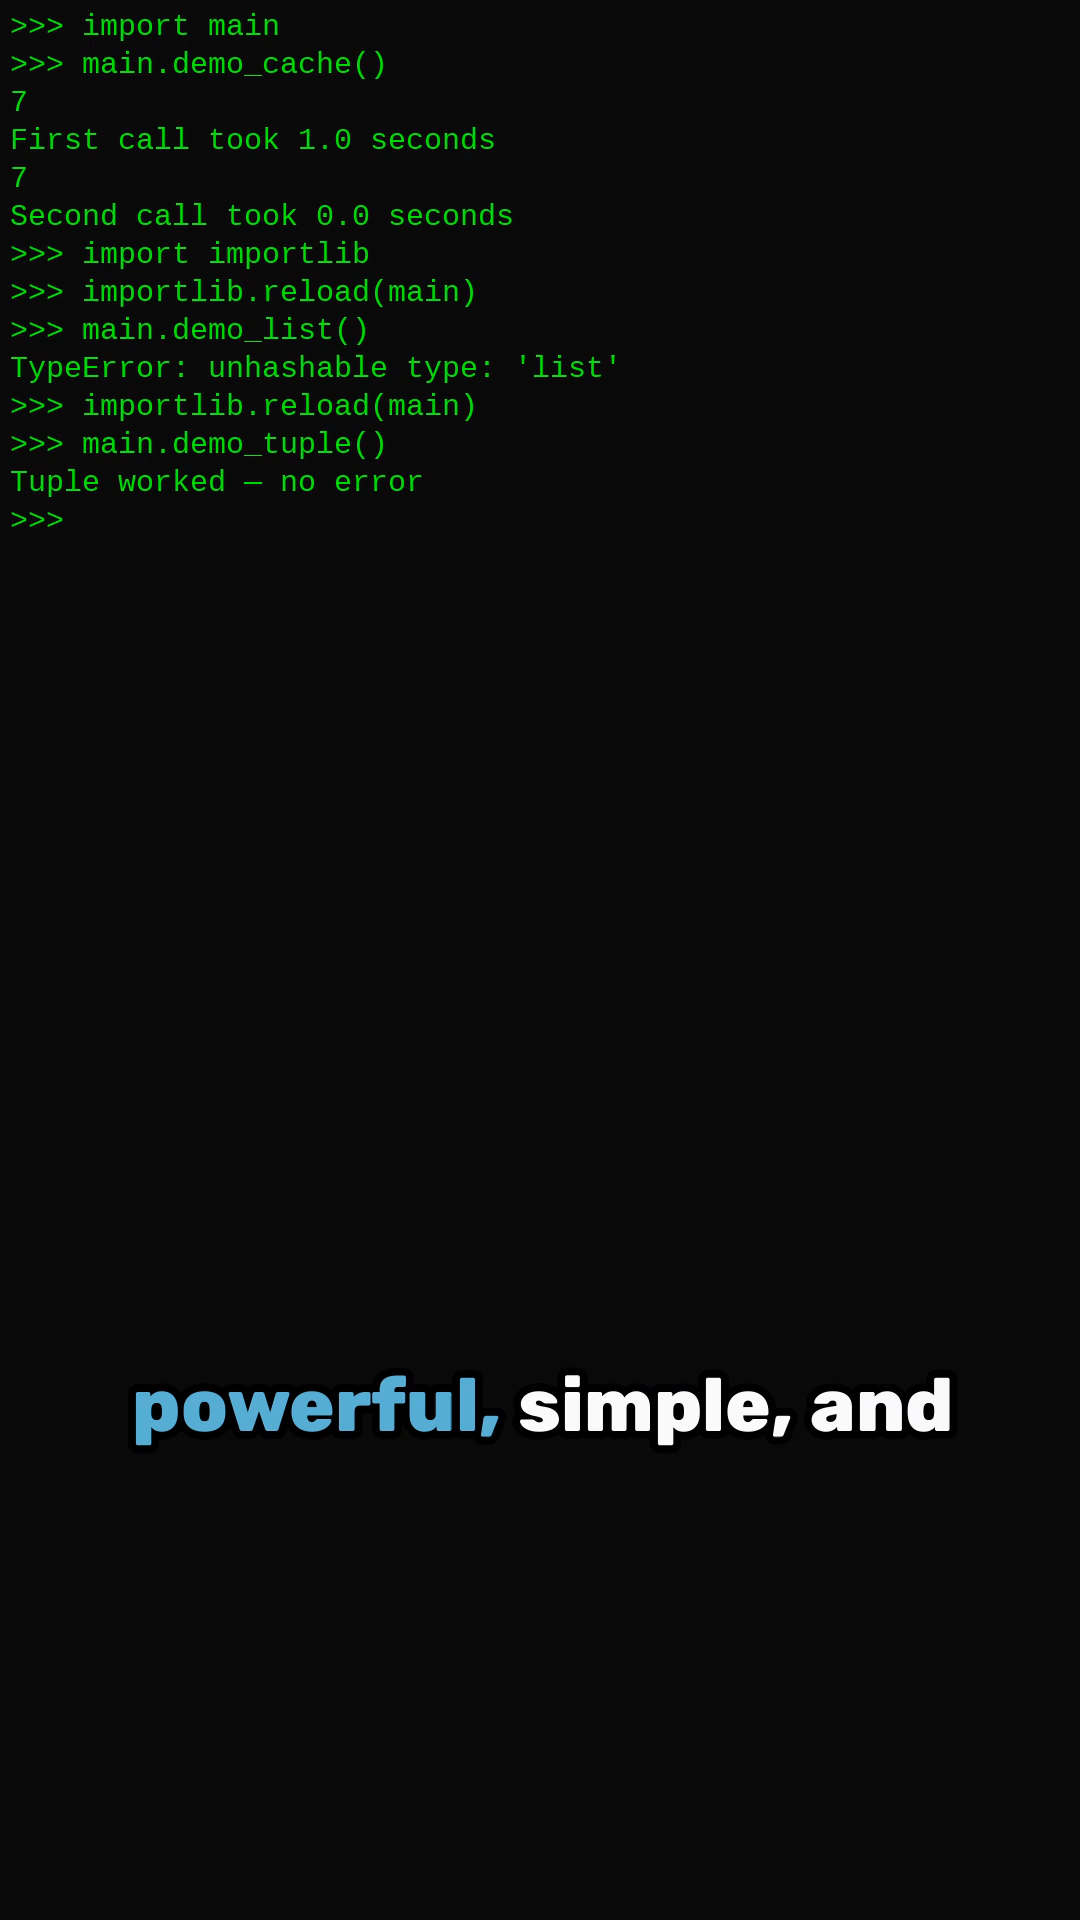 >>> import main
>>> main.demo_cache()
7
First call took 1.0 seconds
7
Second call took 0.0 seconds
>>> import importlib
>>> importlib.reload(main)
>>> main.demo_list()
TypeError: unhashable type: 'list'
>>> importlib.reload(main)
>>> main.demo_tuple()
Tuple worked — no error
>>>
powerful, simple, and